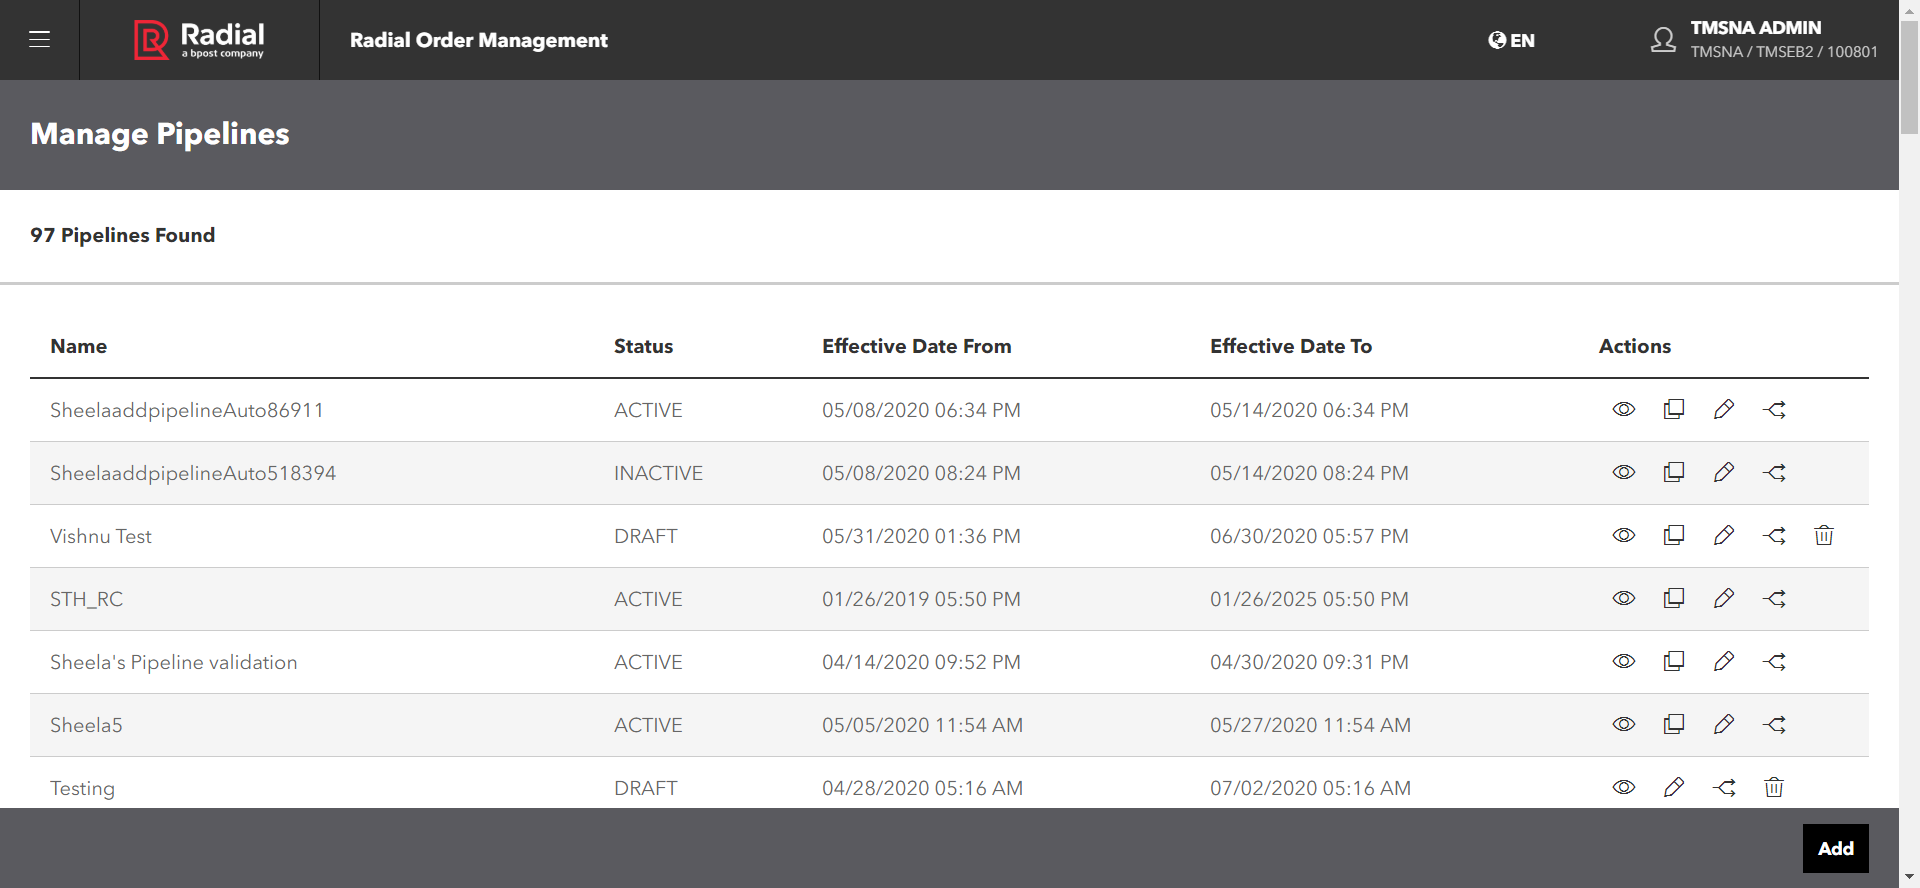 Radial
a bpost company
Radial Order Management
EN
TMSNA ADMIN
TMSNA / TMSEB2 / 100801
Manage Pipelines
97 Pipelines Found
Name Status Effective Date From Effective Date To Actions
SheelaaddpipelineAuto86911 ACTIVE 05/08/2020 06:34 PM 05/14/2020 06:34 PM
SheelaaddpipelineAuto518394 INACTIVE 05/08/2020 08:24 PM 05/14/2020 08:24 PM
Vishnu Test DRAFT 05/31/2020 01:36 PM 06/30/2020 05:57 PM
STH_RC ACTIVE 01/26/2019 05:50 PM 01/26/2025 05:50 PM
Sheela's Pipeline validation ACTIVE 04/14/2020 09:52 PM 04/30/2020 09:31 PM
Sheela5 ACTIVE 05/05/2020 11:54 AM 05/27/2020 11:54 AM
Testing DRAFT 04/28/2020 05:16 AM 07/02/2020 05:16 AM
Add